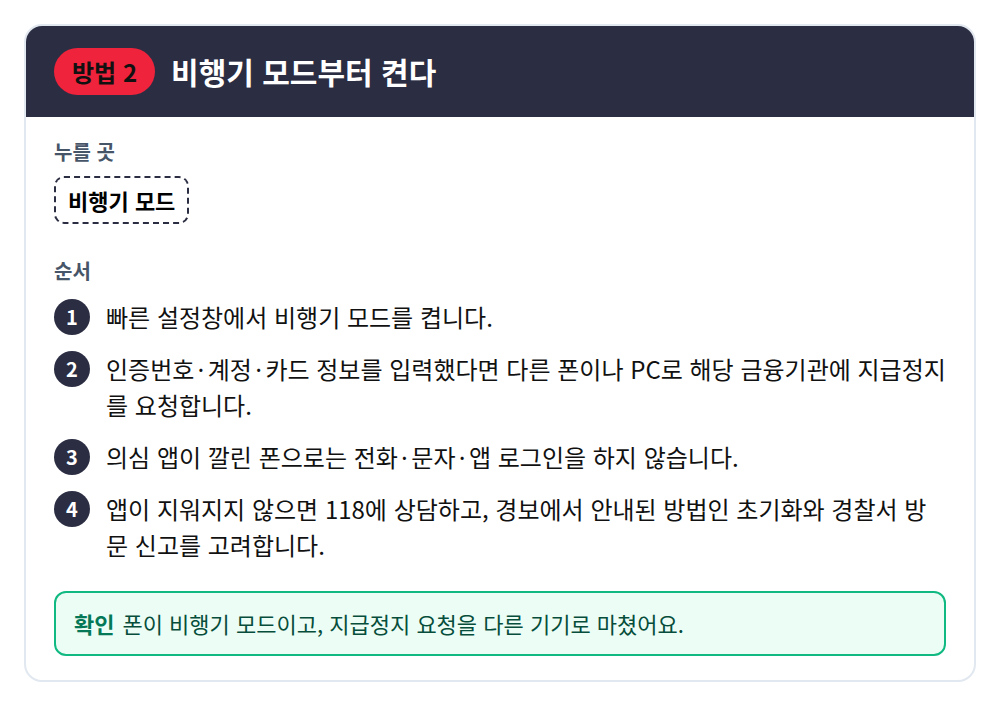 방법 2 비행기 모드부터 켠다
누를 곳
비행기 모드
순서
1 빠른 설정창에서 비행기 모드를 켭니다.
2 인증번호·계정·카드 정보를 입력했다면 다른 폰이나 PC로 해당 금융기관에 지급정지
를 요청합니다.
3 의심 앱이 깔린 폰으로는 전화·문자·앱 로그인을 하지 않습니다.
4 앱이 지워지지 않으면 118에 상담하고, 경보에서 안내된 방법인 초기화와 경찰서 방
문 신고를 고려합니다.
확인 폰이 비행기 모드이고, 지급정지 요청을 다른 기기로 마쳤어요.